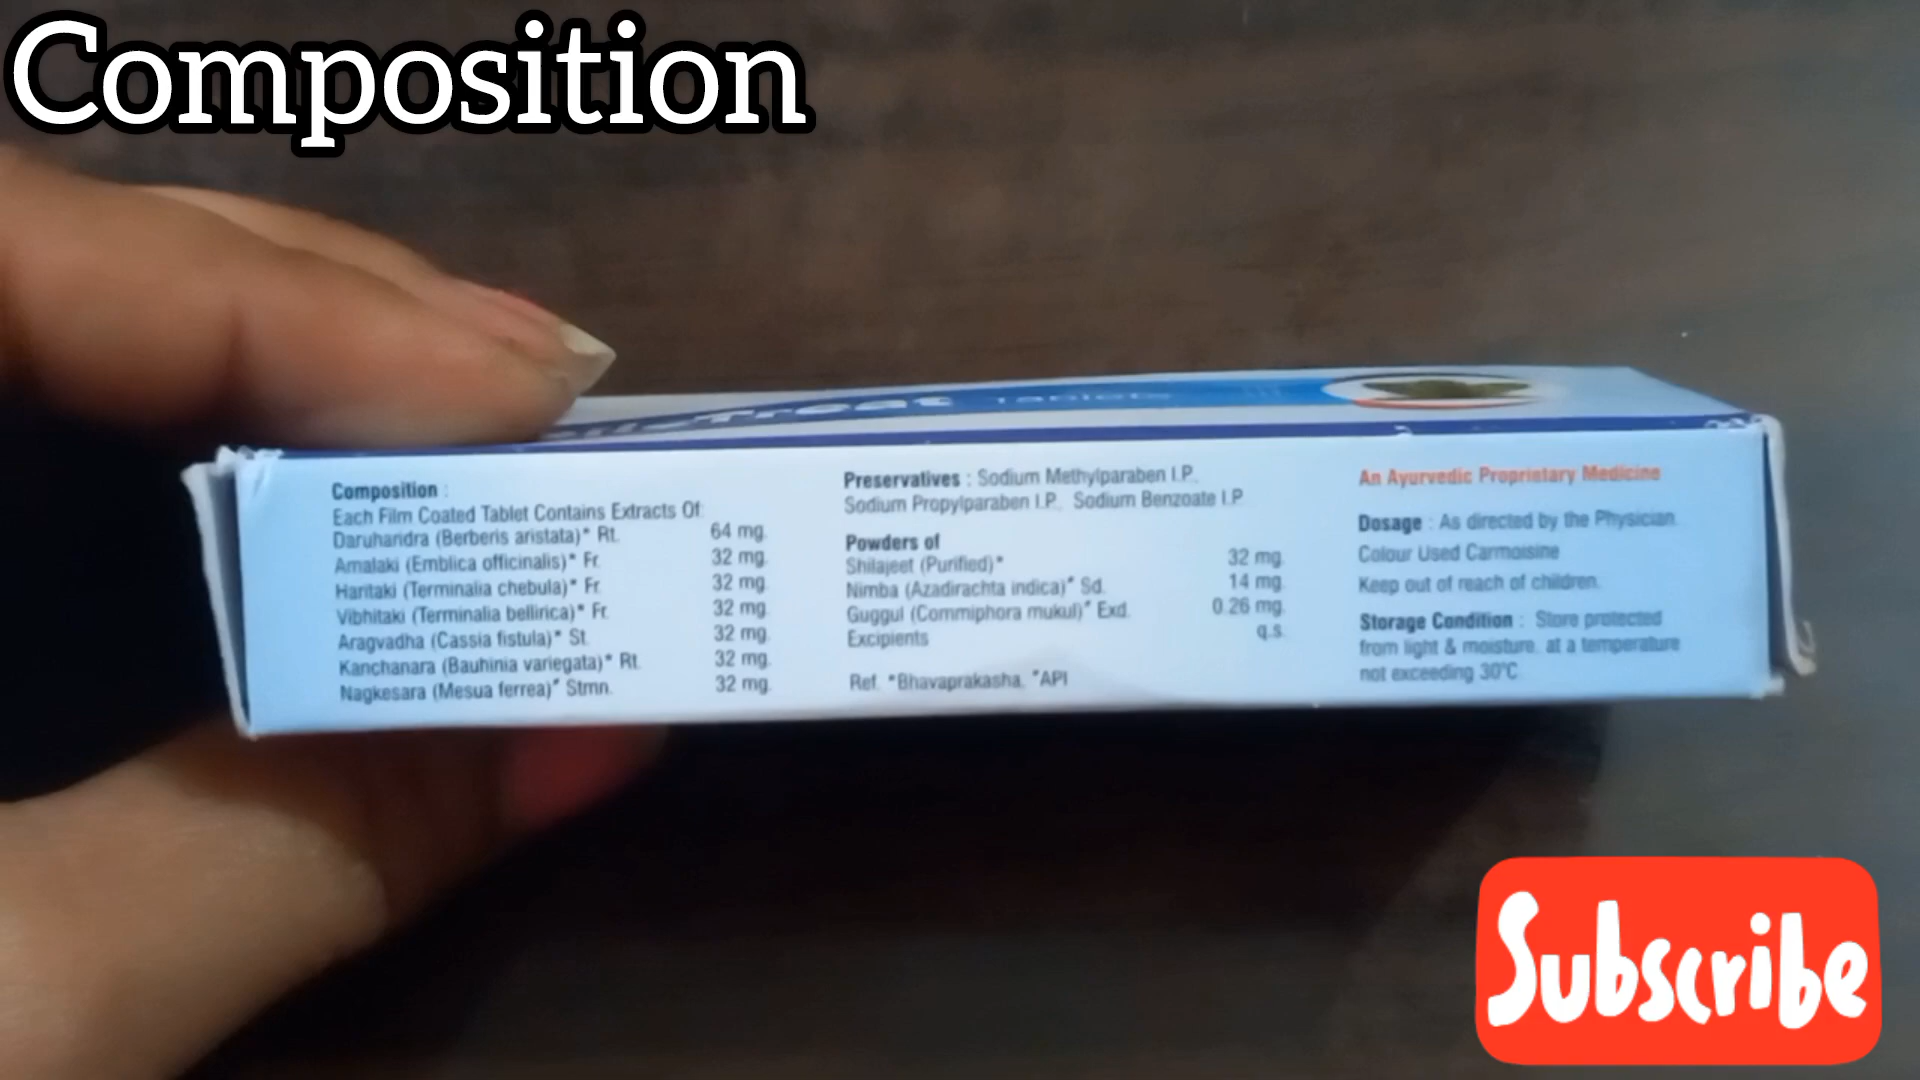 Composition
Treat Tablets
Composition :
Each Film Coated Tablet Contains Extracts Of:
Daruharidra (Berberis aristata)* Rt. 64 mg.
Amalaki (Emblica officinalis)* Fr. 32 mg.
Haritaki (Terminalia chebula)* Fr. 32 mg.
Vibhitaki (Terminalia bellirica)* Fr. 32 mg.
Aragvadha (Cassia fistula)* St. 32 mg.
Kanchanara (Bauhinia variegata)* Rt. 32 mg.
Nagkesara (Mesua ferrea)# Stmn. 32 mg.
Preservatives : Sodium Methylparaben I.P.,
Sodium Propylparaben I.P., Sodium Benzoate I.P.
Powders of
Shilajeet (Purified)* 32 mg.
Nimba (Azadirachta indica)# Sd. 14 mg.
Guggul (Commiphora mukul)# Exd. 0.26 mg.
Excipients q.s.
Ref. *Bhavaprakasha, #API
An Ayurvedic Proprietary Medicine
Dosage : As directed by the Physician.
Colour Used Carmoisine
Keep out of reach of children.
Storage Condition : Store protected
from light & moisture, at a temperature
not exceeding 30°C
Subscribe